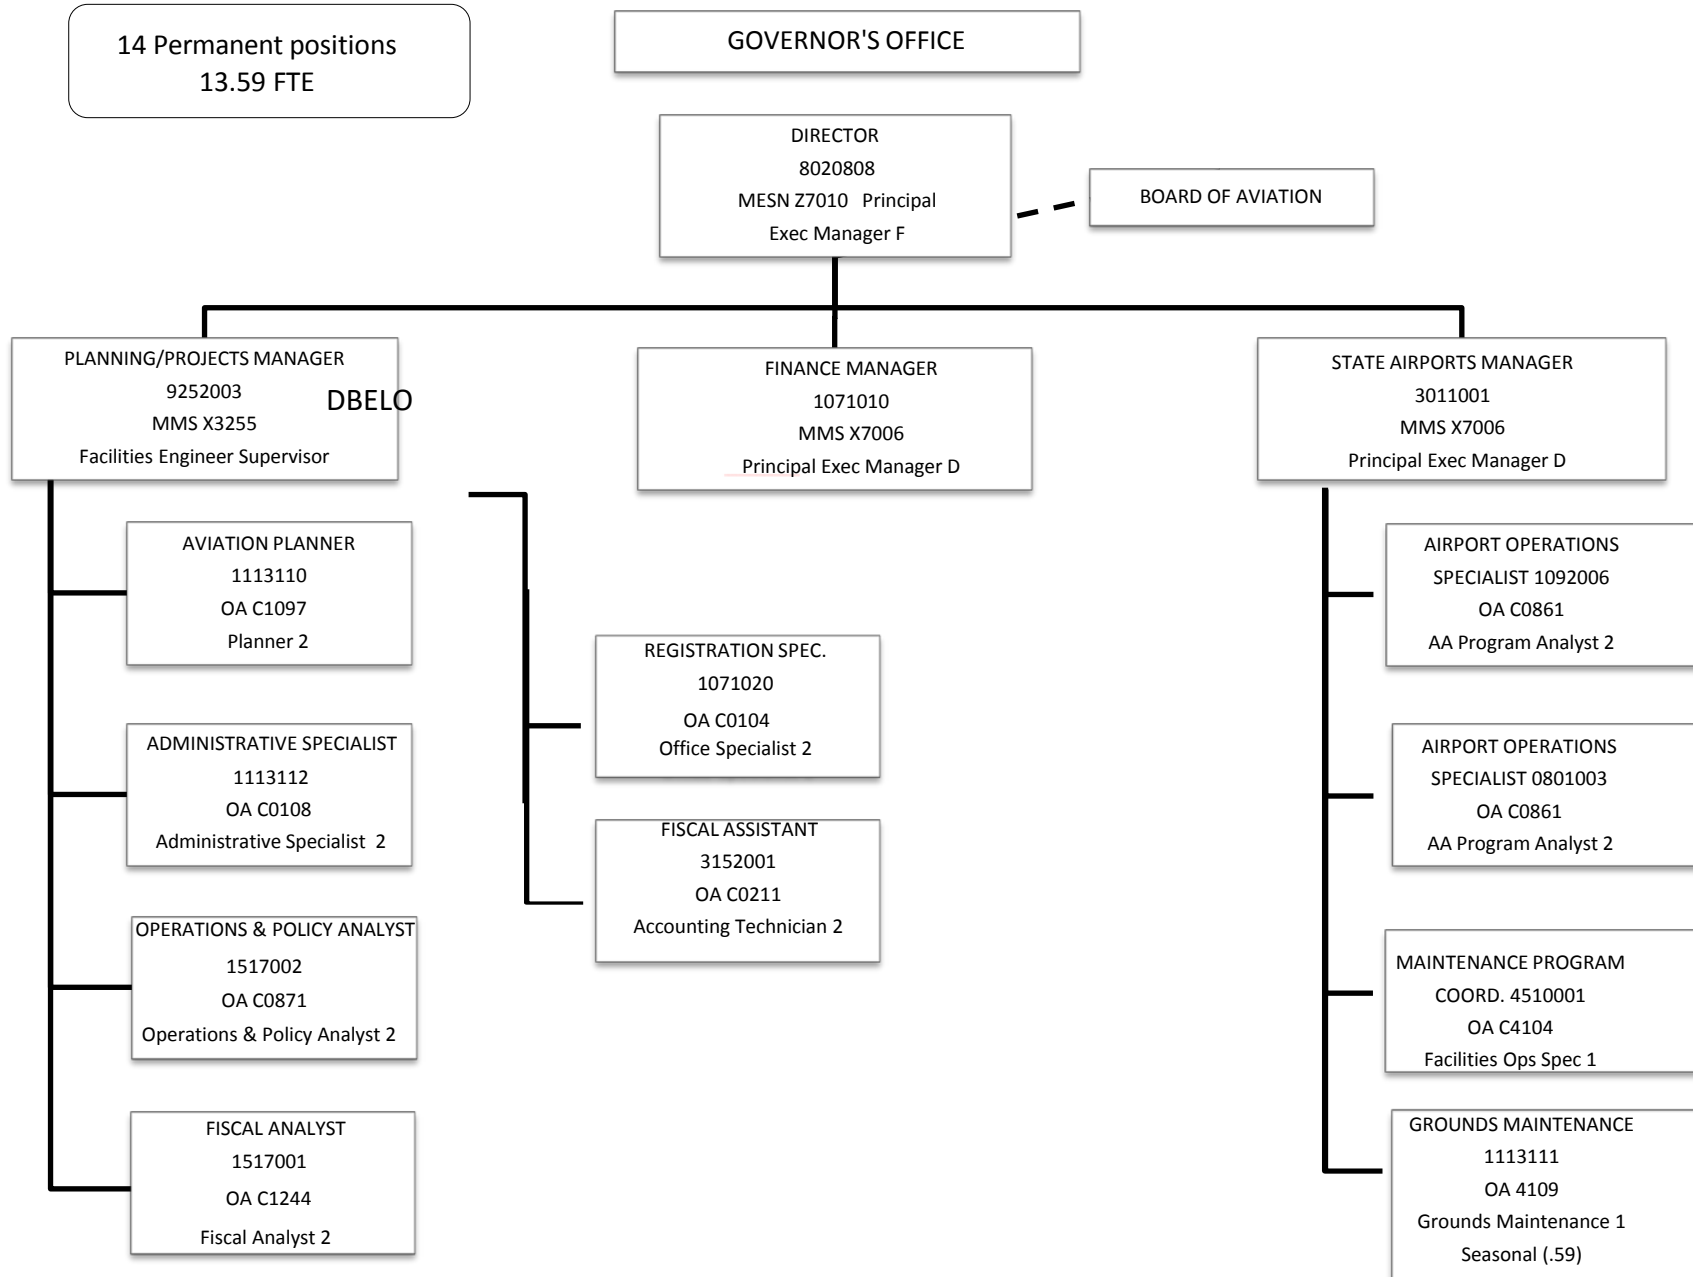 14 Permanent positions
13.59 FTE
GOVERNOR'S OFFICE
DIRECTOR
8020808
MESN Z7010 Principal
Exec Manager F
BOARD OF AVIATION
PLANNING/PROJECTS MANAGER
9252003
DBELO
MMS X3255
Facilities Engineer Supervisor
FINANCE MANAGER
1071010
MMS X7006
Principal Exec Manager D
STATE AIRPORTS MANAGER
3011001
MMS X7006
Principal Exec Manager D
AVIATION PLANNER
1113110
OA C1097
Planner 2
ADMINISTRATIVE SPECIALIST
1113112
OA C0108
Administrative Specialist 2
OPERATIONS & POLICY ANALYST
1517002
OA C0871
Operations & Policy Analyst 2
FISCAL ANALYST
1517001
OA C1244
Fiscal Analyst 2
REGISTRATION SPEC.
1071020
OA C0104
Office Specialist 2
FISCAL ASSISTANT
3152001
OA C0211
Accounting Technician 2
AIRPORT OPERATIONS
SPECIALIST 1092006
OA C0861
AA Program Analyst 2
AIRPORT OPERATIONS
SPECIALIST 0801003
OA C0861
AA Program Analyst 2
MAINTENANCE PROGRAM
COORD. 4510001
OA C4104
Facilities Ops Spec 1
GROUNDS MAINTENANCE
1113111
OA 4109
Grounds Maintenance 1
Seasonal (.59)